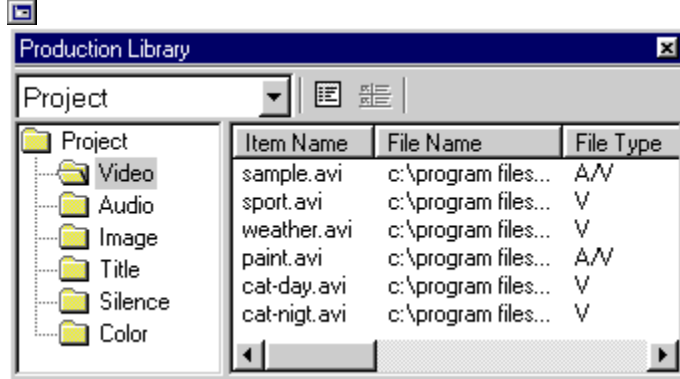 Production Library
Project
Project
Video
Audio
Image
Title
Silence
Color
Item Name File Name File Type
sample.avi c:\program files... A/V
sport.avi c:\program files... V
weather.avi c:\program files... V
paint.avi c:\program files... A/V
cat-day.avi c:\program files... V
cat-nigt.avi c:\program files... V